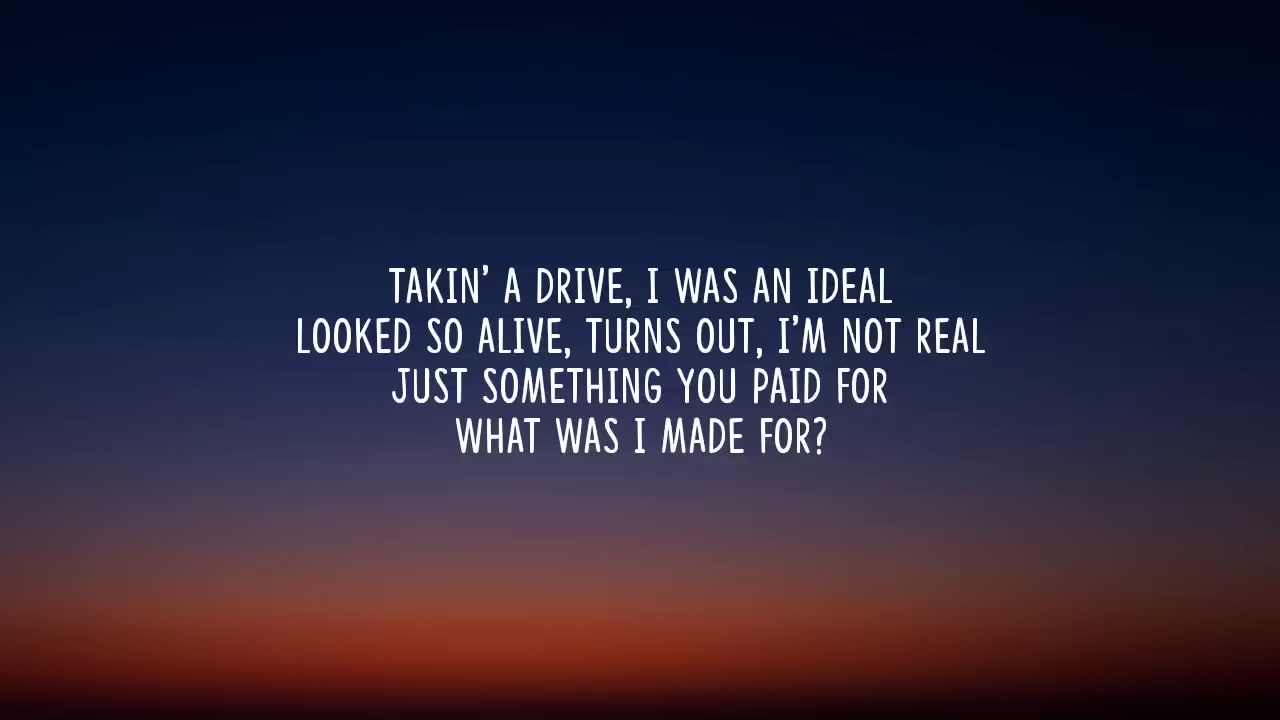 TAKIN' A DRIVE, I WAS AN IDEAL
LOOKED SO ALIVE, TURNS OUT, I'M NOT REAL
JUST SOMETHING YOU PAID FOR
WHAT WAS I MADE FOR?